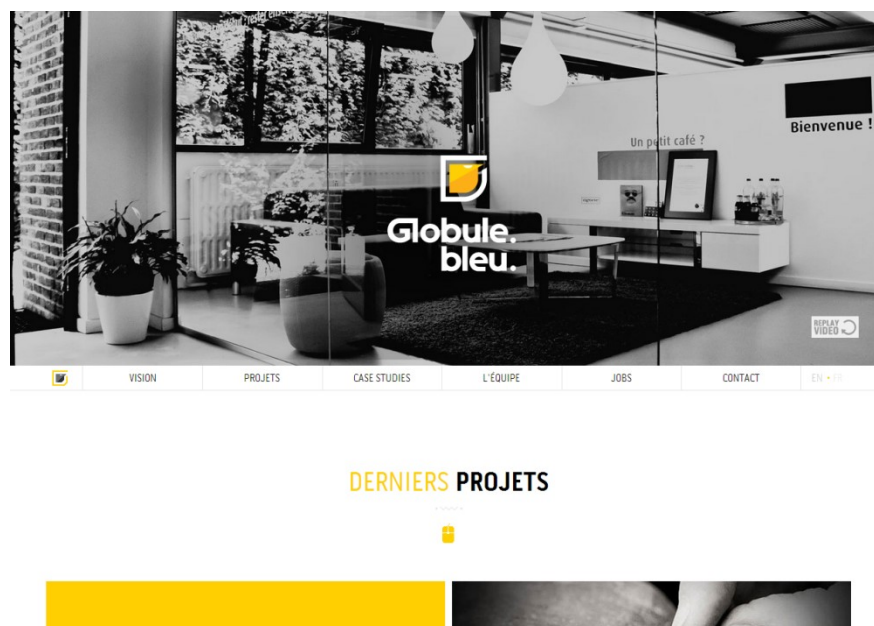 Bienvenue !
Un petit café ?
Globule.
bleu.
REPLAY
VIDEO
VISION
PROJETS
CASE STUDIES
L'ÉQUIPE
JOBS
CONTACT
EN • FR
DERNIERS PROJETS